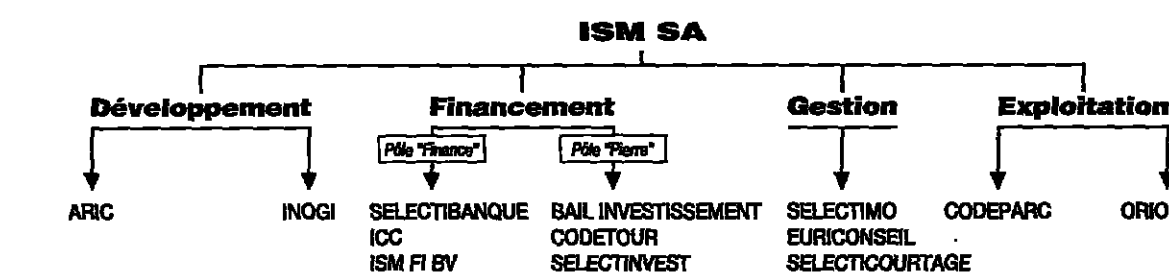 ISM SA
Développement Financement Gestion Exploitation
Pôle "Finance" Pôle "Pierre"
ARIC INOGI SELECTIBANQUE BAIL INVESTISSEMENT SELECTIMO CODEPARC ORIO
ICC CODETOUR EURICONSEIL
ISM FI BV SELECTINVEST SELECTICOURTAGE